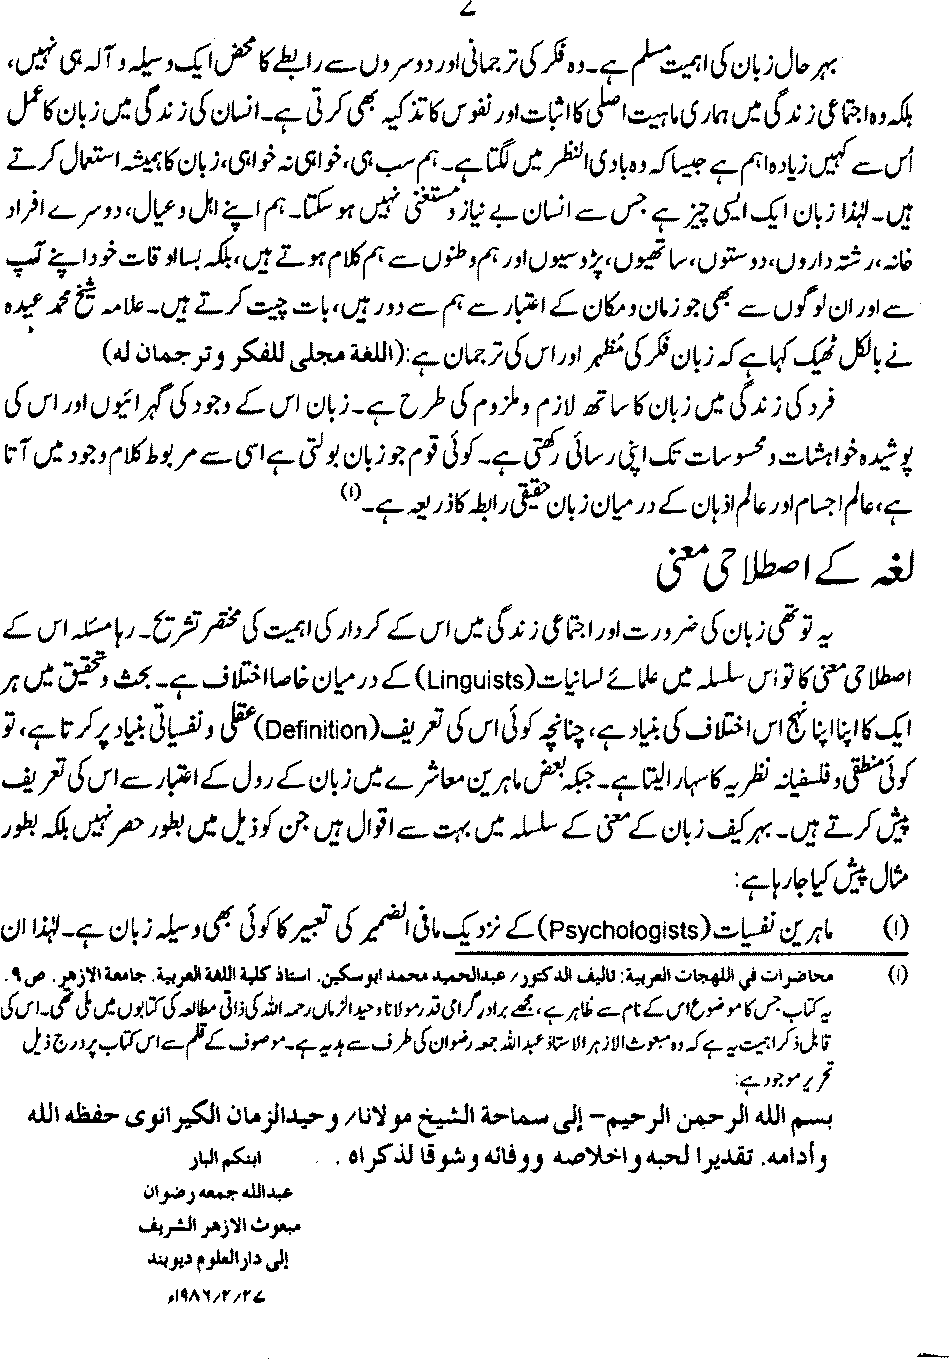 ۷
بہر حال زبان کی اہمیت مسلم ہے۔ وہ فکر کی ترجمانی اور دوسروں سے رابطے کا محض ایک وسیلہ و آلہ ہی نہیں،
بلکہ وہ اجتماعی زندگی میں ہماری ماہیت اصلی کا اثبات اور نفوس کا تذکیہ بھی کرتی ہے۔ انسان کی زندگی میں زبان کا عمل
اُس سے کہیں زیادہ اہم ہے جیسا کہ وہ بادی النظر میں لگتا ہے۔ ہم سب ہی، خواہی نہ خواہی، زبان کا ہمیشہ استعمال کرتے
ہیں۔ لہٰذا زبان ایک ایسی چیز ہے جس سے انسان بے نیاز و مستغنی نہیں ہو سکتا۔ ہم اپنے اہل و عیال، دوسرے افراد
خانہ، رشتہ داروں، دوستوں، ساتھیوں، پڑوسیوں اور ہم وطنوں سے ہم کلام ہوتے ہیں، بلکہ بسا اوقات خود اپنے آپ
سے اور ان لوگوں سے بھی جو زمان و مکان کے اعتبار سے ہم سے دور ہیں، بات چیت کرتے ہیں۔ علامہ شیخ محمد عبدہ
نے بالکل ٹھیک کہا ہے کہ زبان فکر کی مُظہر اور اس کی ترجمان ہے: (اللغة مجلى للفكر وترجمان له)
فرد کی زندگی میں زبان کا ساتھ لازم و ملزوم کی طرح ہے۔ زبان اس کے وجود کی گہرائیوں اور اس کی
پوشیدہ خواہشات و محسوسات تک اپنی رسائی رکھتی ہے۔ کوئی قوم جو زبان بولتی ہے اسی سے مربوط کلام وجود میں آتا
ہے، عالم اجسام اور عالم اذہان کے درمیان زبان حقیقی رابطہ کا ذریعہ ہے۔(۱)
لغہ کے اصطلاحی معنی
یہ تو تھی زبان کی ضرورت اور اجتماعی زندگی میں اس کے کردار کی اہمیت کی مختصر تشریح۔ رہا مسئلہ اس کے
اصطلاحی معنی کا تو اس سلسلہ میں علمائے لسانیات (Linguists) کے درمیان خاصا اختلاف ہے۔ بحث و تحقیق میں ہر
ایک کا اپنا اپنا نہج اس اختلاف کی بنیاد ہے، چنانچہ کوئی اس کی تعریف (Definition) عقلی و نفسیاتی بنیاد پر کرتا ہے، تو
کوئی منطقی و فلسفیانہ نظریہ کا سہارا لیتا ہے۔ جبکہ بعض ماہرین معاشرے میں زبان کے رول کے اعتبار سے اس کی تعریف
پیش کرتے ہیں۔ بہر کیف زبان کے معنی کے سلسلہ میں بہت سے اقوال ہیں جن کو ذیل میں بطور حصر نہیں بلکہ بطور
مثال پیش کیا جا رہا ہے:
(۱) ماہرین نفسیات (Psychologists) کے نزدیک مافی الضمیر کی تعبیر کا کوئی بھی وسیلہ زبان ہے۔ لہٰذا ان
(۱) محاضرات في اللهجات العربية: تاليف الدكتور/ عبدالحميد محمد ابوسكين، استاذ كلية اللغة العربية، جامعة الازهر، ص ۹۔
یہ کتاب جس کا موضوع اس کے نام سے ظاہر ہے، مجھے برادر گرامی قدر مولانا وحید الزماں رحمہ اللہ کی ذاتی مطالعہ کی کتابوں میں ملی تھی۔ اس کی
قابل ذکر اہمیت یہ ہے کہ وہ مبعوث الازہر الاستاذ عبداللہ جمعہ رضوان کی طرف سے ہدیہ ہے۔ موصوف کے قلم سے اس کتاب پر درج ذیل
تحریر موجود ہے:
بسم الله الرحمن الرحيم – إلى سماحة الشيخ مولانا/ وحيدالزمان الكيرانوى حفظه الله
وأدامه. تقديرا لحبه واخلاصه ووفائه وشوقا لذكراه.
ابنكم البار
عبدالله جمعه رضوان
مبعوث الازهر الشريف
إلى دارالعلوم ديوبند
۲۷/۲/۱۹۸۶ء